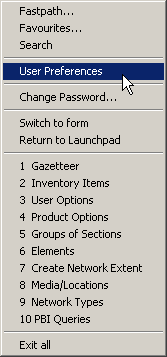 Fastpath...
Favourites...
Search
User Preferences
Change Password...
Switch to form
Return to Launchpad
1 Gazetteer
2 Inventory Items
3 User Options
4 Product Options
5 Groups of Sections
6 Elements
7 Create Network Extent
8 Media/Locations
9 Network Types
10 PBI Queries
Exit all